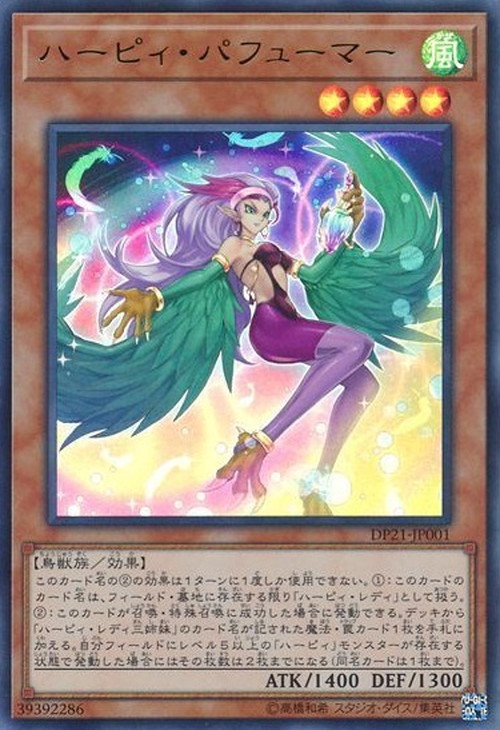 ハーピィ・パフューマー
風
DP21-JP001
【鳥獣族／効果】
このカード名の②の効果は１ターンに１度しか使用できない。①：このカードの
カード名は、フィールド・墓地に存在する限り「ハーピィ・レディ」として扱う。
②：このカードが召喚・特殊召喚に成功した場合に発動できる。デッキから
「ハーピィ・レディ三姉妹」のカード名が記された魔法・罠カード１枚を手札に
加える。自分フィールドにレベル５以上の「ハーピィ」モンスターが存在する
状態で発動した場合にはその枚数は２枚までになる（同名カードは１枚まで）。
ATK/1400 DEF/1300
39392286 ©高橋和希 スタジオ・ダイス/集英社